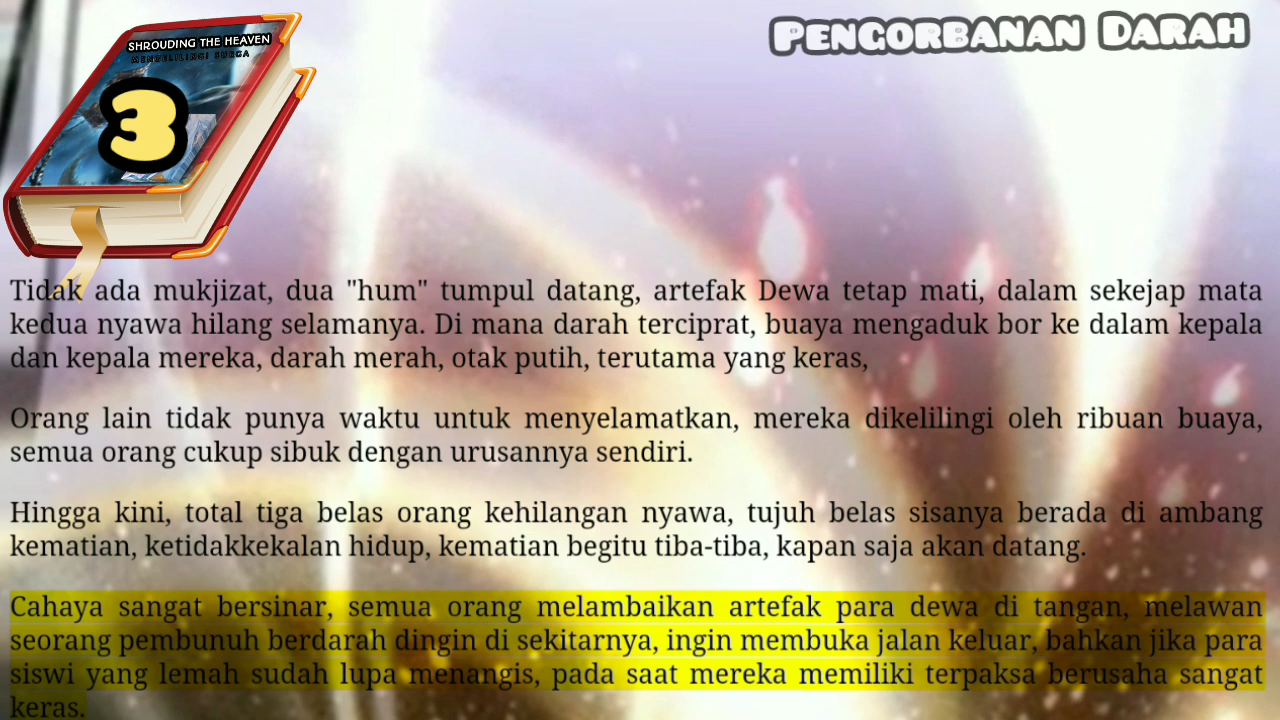 SHROUDING THE HEAVEN
MENGELILINGI SURGA
3
PENGORBANAN DARAH
Tidak ada mukjizat, dua "hum" tumpul datang, artefak Dewa tetap mati, dalam sekejap mata
kedua nyawa hilang selamanya. Di mana darah terciprat, buaya mengaduk bor ke dalam kepala
dan kepala mereka, darah merah, otak putih, terutama yang keras,
Orang lain tidak punya waktu untuk menyelamatkan, mereka dikelilingi oleh ribuan buaya,
semua orang cukup sibuk dengan urusannya sendiri.
Hingga kini, total tiga belas orang kehilangan nyawa, tujuh belas sisanya berada di ambang
kematian, ketidakkekalan hidup, kematian begitu tiba-tiba, kapan saja akan datang.
Cahaya sangat bersinar, semua orang melambaikan artefak para dewa di tangan, melawan
seorang pembunuh berdarah dingin di sekitarnya, ingin membuka jalan keluar, bahkan jika para
siswi yang lemah sudah lupa menangis, pada saat mereka memiliki terpaksa berusaha sangat
keras.